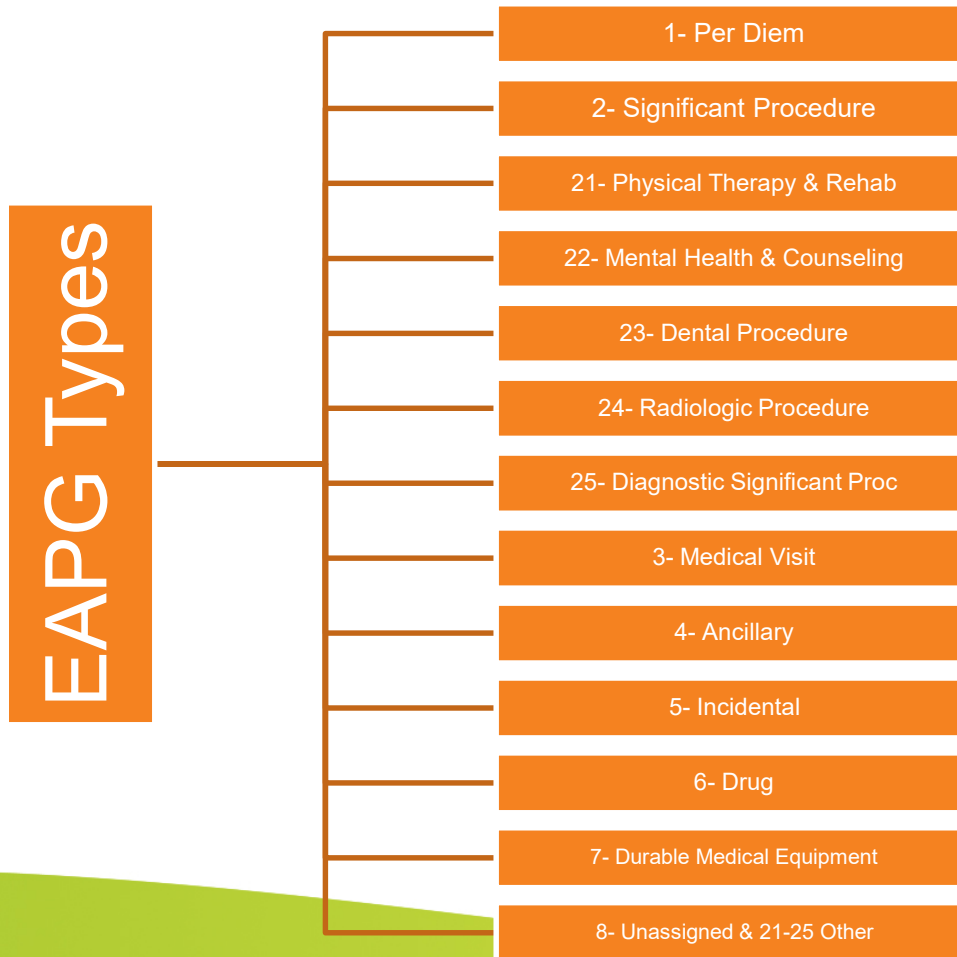 EAPG Types
1- Per Diem
2- Significant Procedure
21- Physical Therapy & Rehab
22- Mental Health & Counseling
23- Dental Procedure
24- Radiologic Procedure
25- Diagnostic Significant Proc
3- Medical Visit
4- Ancillary
5- Incidental
6- Drug
7- Durable Medical Equipment
8- Unassigned & 21-25 Other